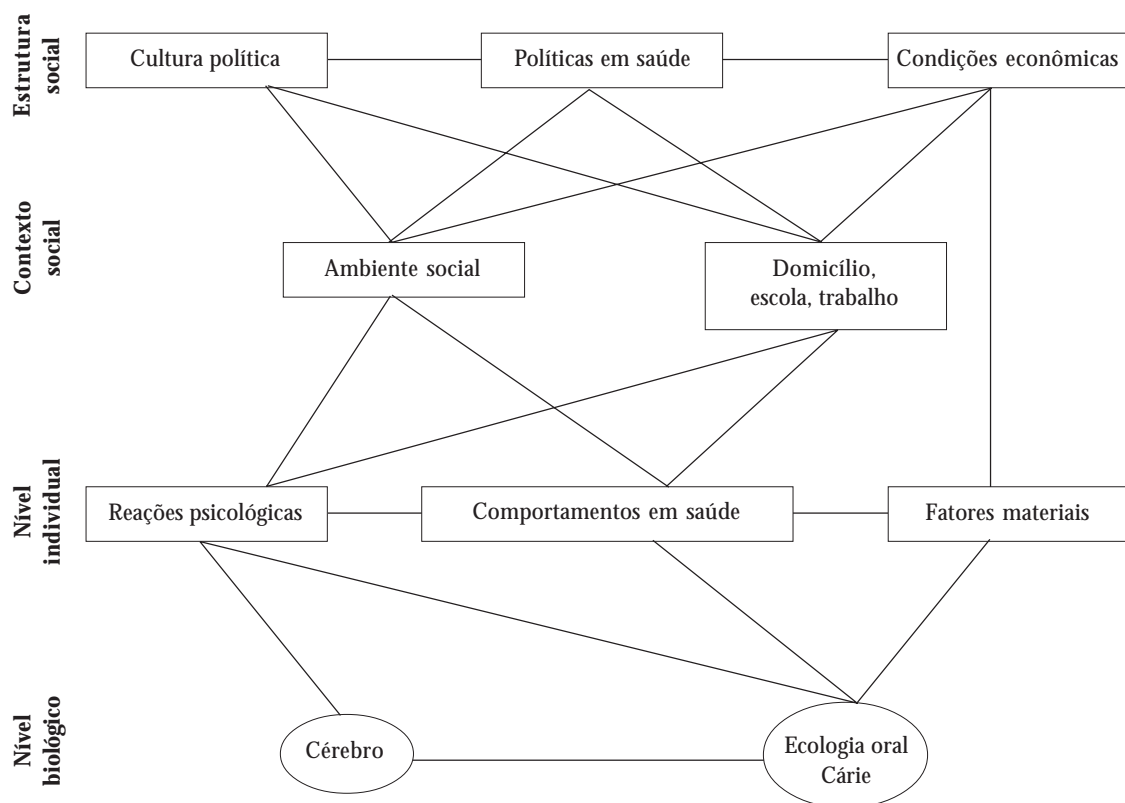 Estrutura
social
Cultura política
Políticas em saúde
Condições econômicas
Contexto
social
Ambiente social
Domicílio,
escola, trabalho
Nível
individual
Reações psicológicas
Comportamentos em saúde
Fatores materiais
Nível
biológico
Cérebro
Ecologia oral
Cárie